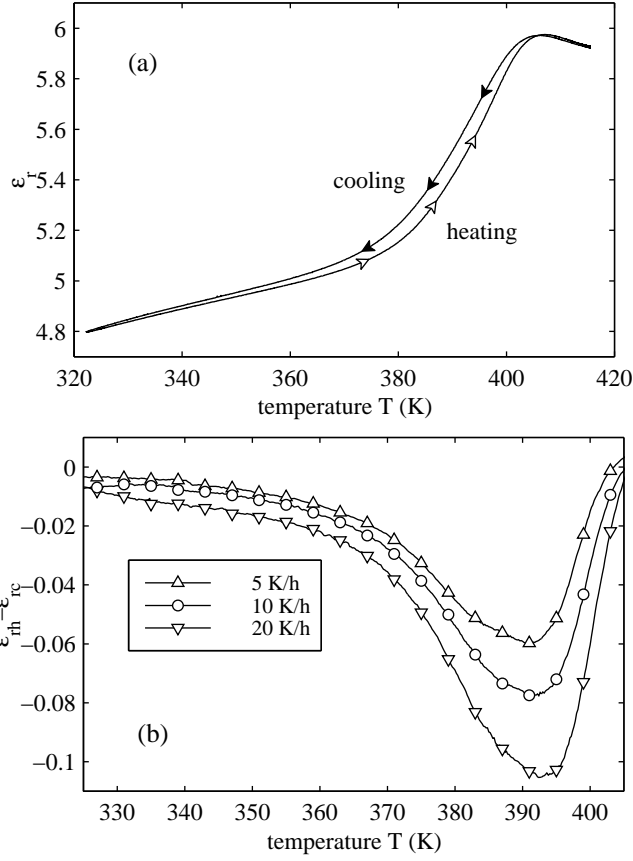 6
5.8
5.6
5.4
5.2
5
4.8
ε_r
(a)
cooling
heating
320 340 360 380 400 420
temperature T (K)
0
−0.02
−0.04
−0.06
−0.08
−0.1
ε_rh−ε_rc
5 K/h
10 K/h
20 K/h
(b)
330 340 350 360 370 380 390 400
temperature T (K)